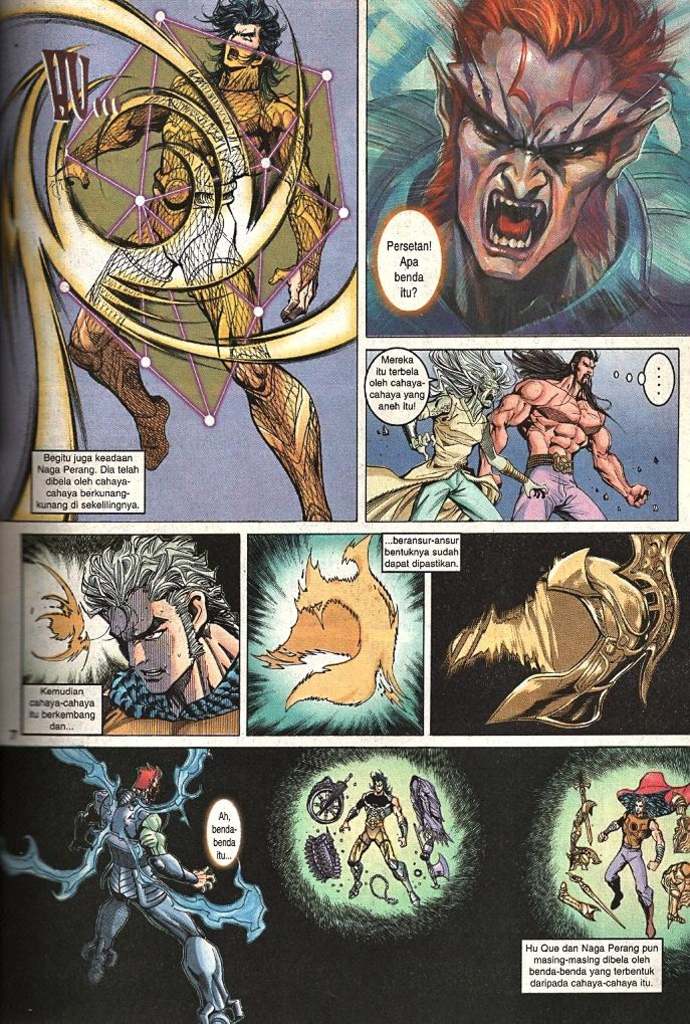 HU...
Begitu juga keadaan
Naga Perang. Dia telah
dibela oleh cahaya-
cahaya berkunang-
kunang di sekelilingnya.
Persetan!
Apa
benda
itu?
Mereka
itu terbela
oleh cahaya-
cahaya yang
aneh itu!
....
Kemudian
cahaya-cahaya
itu berkembang
dan...
...beransur-ansur
bentuknya sudah
dapat dipastikan.
Ah,
benda-
benda
itu...
Hu Que dan Naga Perang pun
masing-masing dibela oleh
benda-benda yang terbentuk
daripada cahaya-cahaya itu.